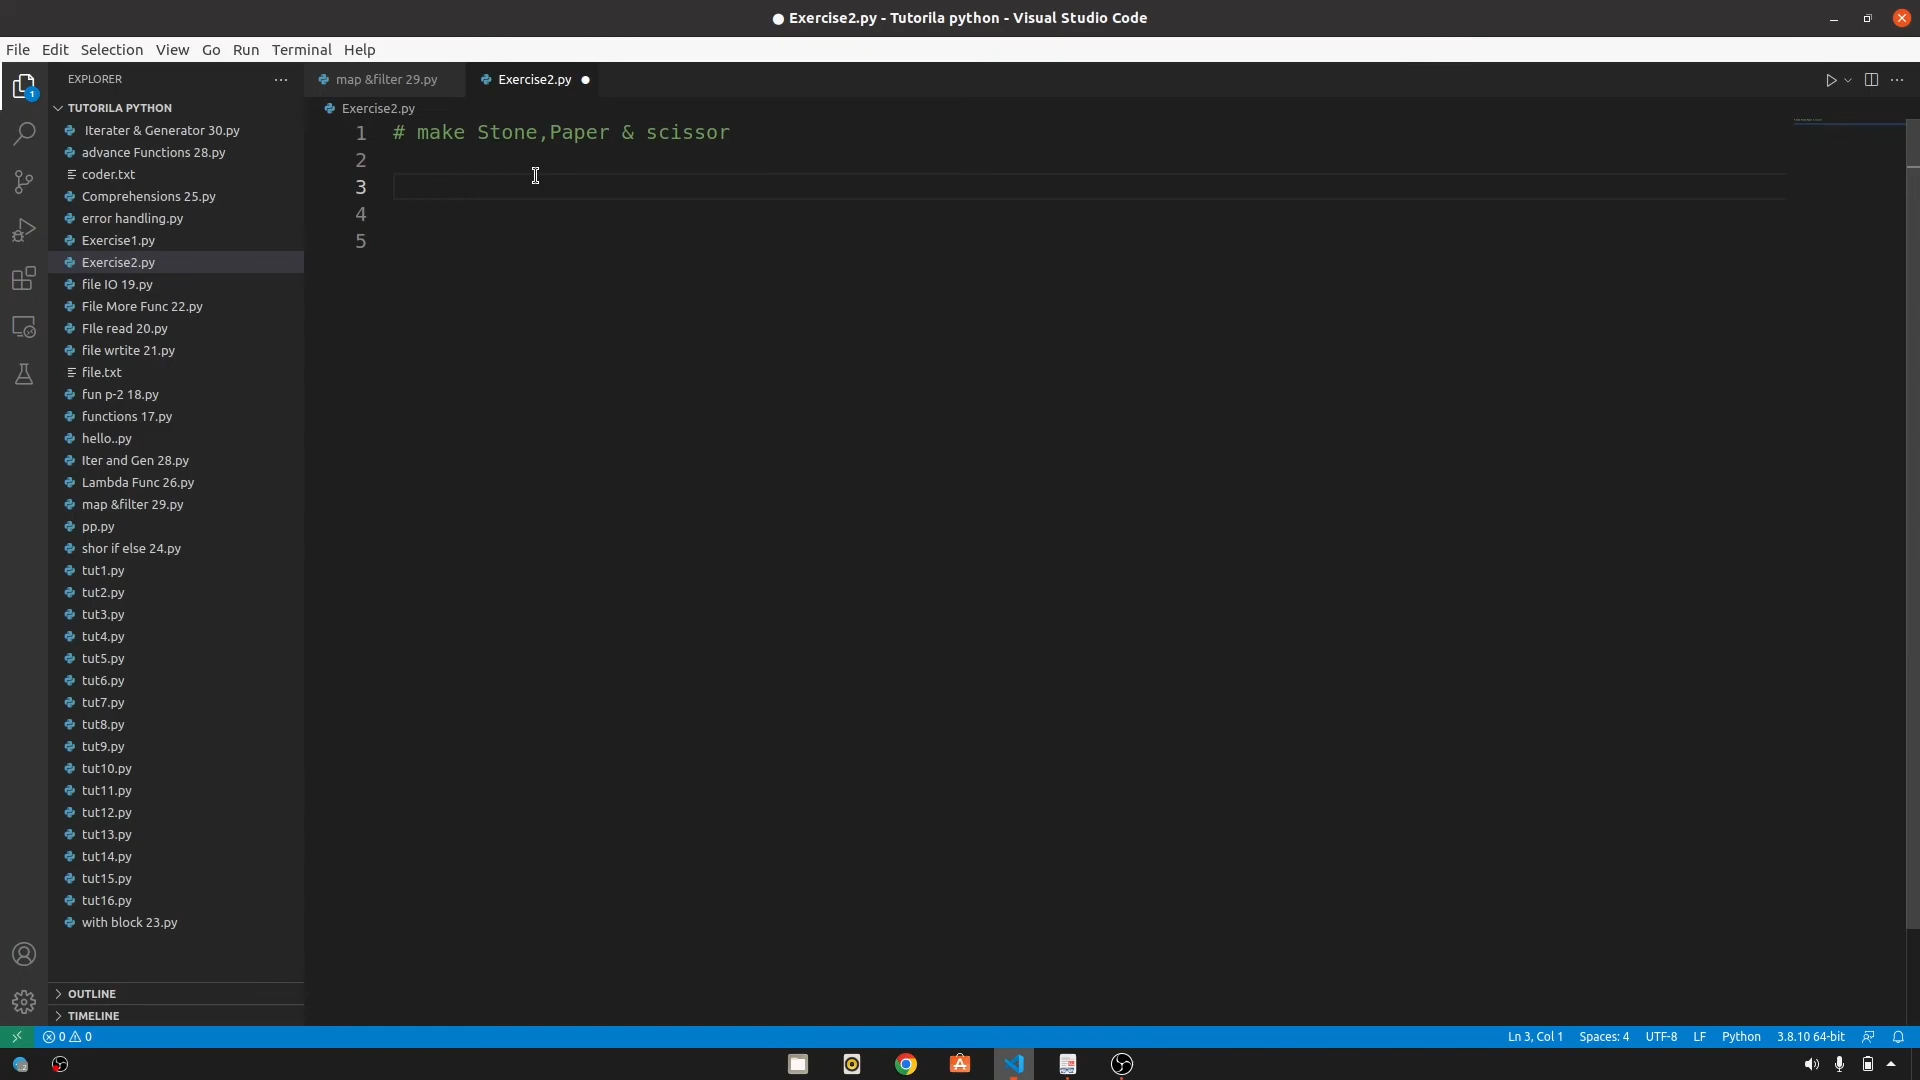 Exercise2.py - Tutorila python - Visual Studio Code
File Edit Selection View Go Run Terminal Help
EXPLORER
map &filter 29.py
Exercise2.py
TUTORILA PYTHON
Iterater & Generator 30.py
advance Functions 28.py
coder.txt
Comprehensions 25.py
error handling.py
Exercise1.py
Exercise2.py
file IO 19.py
File More Func 22.py
FIle read 20.py
file wrtite 21.py
file.txt
fun p-2 18.py
functions 17.py
hello..py
Iter and Gen 28.py
Lambda Func 26.py
map &filter 29.py
pp.py
shor if else 24.py
tut1.py
tut2.py
tut3.py
tut4.py
tut5.py
tut6.py
tut7.py
tut8.py
tut9.py
tut10.py
tut11.py
tut12.py
tut13.py
tut14.py
tut15.py
tut16.py
with block 23.py
OUTLINE
TIMELINE
Exercise2.py
1 # make Stone,Paper & scissor
2
3
4
5
1
0 0
Ln 3, Col 1 Spaces: 4 UTF-8 LF Python 3.8.10 64-bit